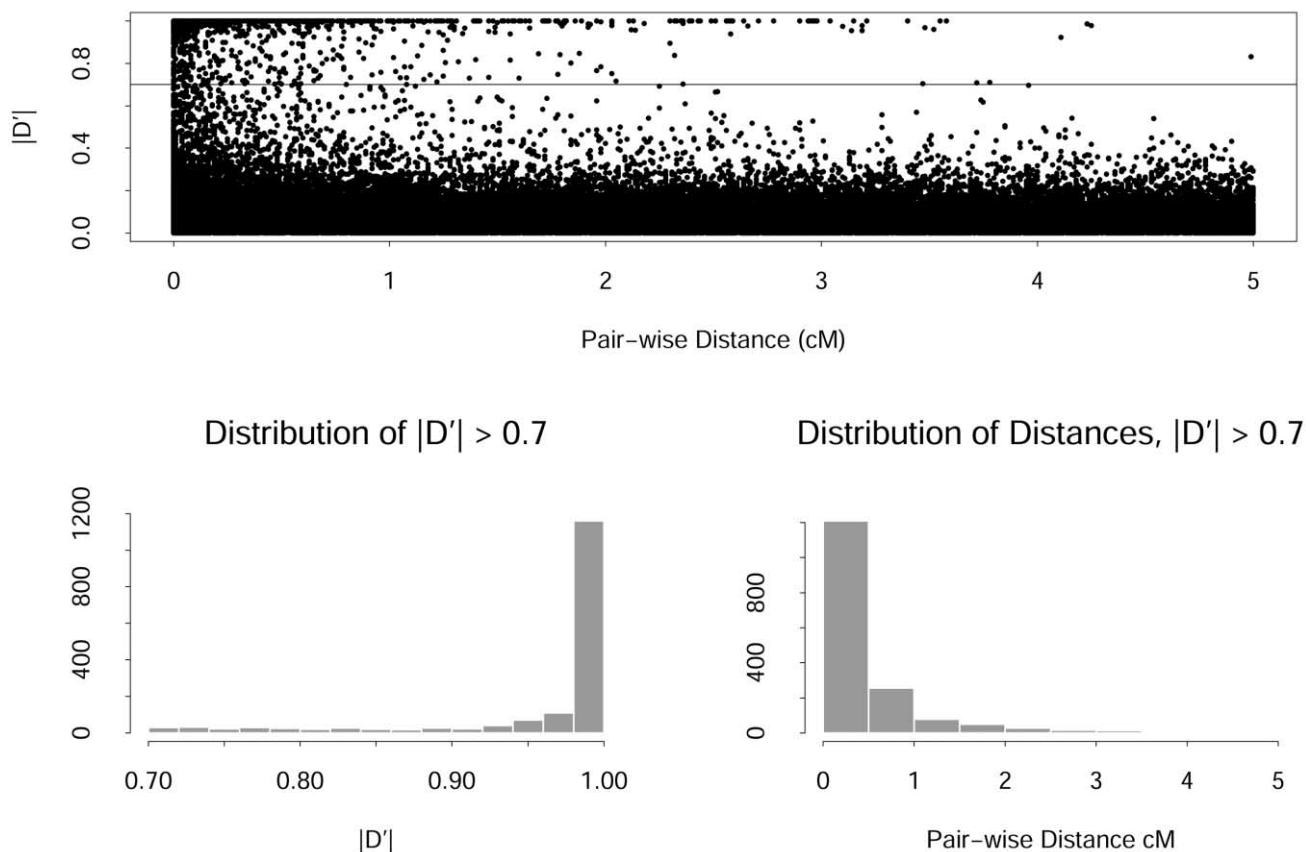 |D′|
0.0 0.4 0.8
0 1 2 3 4 5
Pair−wise Distance (cM)
Distribution of |D′| > 0.7
0 400 800 1200
0.70 0.80 0.90 1.00
|D′|
Distribution of Distances, |D′| > 0.7
0 200 400 800
0 1 2 3 4 5
Pair−wise Distance cM